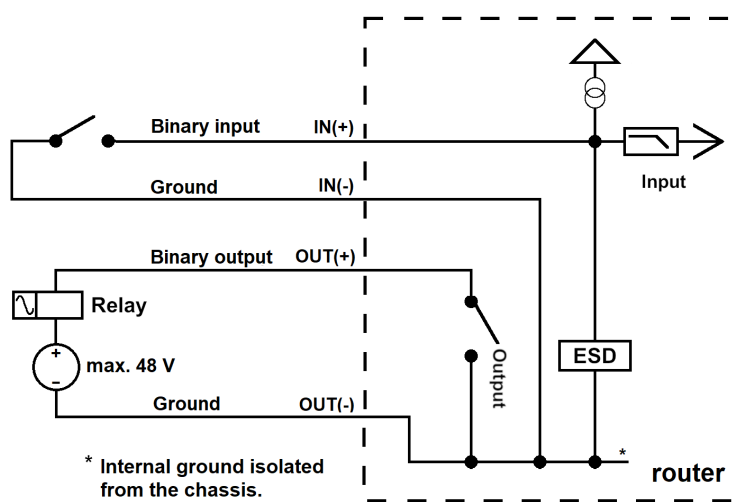 Binary input IN(+)
Input
Ground IN(-)
Binary output OUT(+)
Relay
+
max. 48 V
−
Output
ESD
Ground OUT(-)
*
* Internal ground isolated
from the chassis.
router